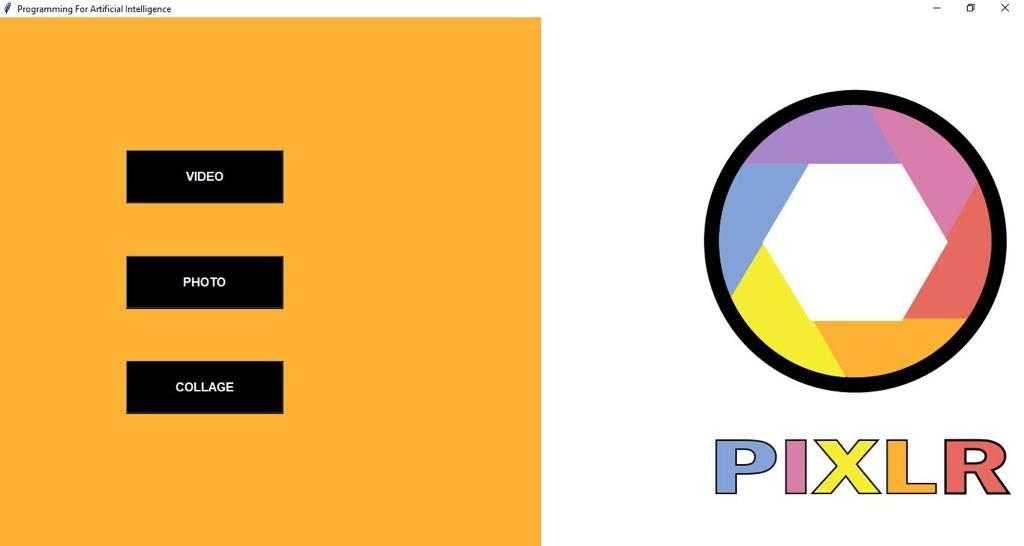 Programming For Artificial Intelligence
VIDEO
PHOTO
COLLAGE
PIXLR